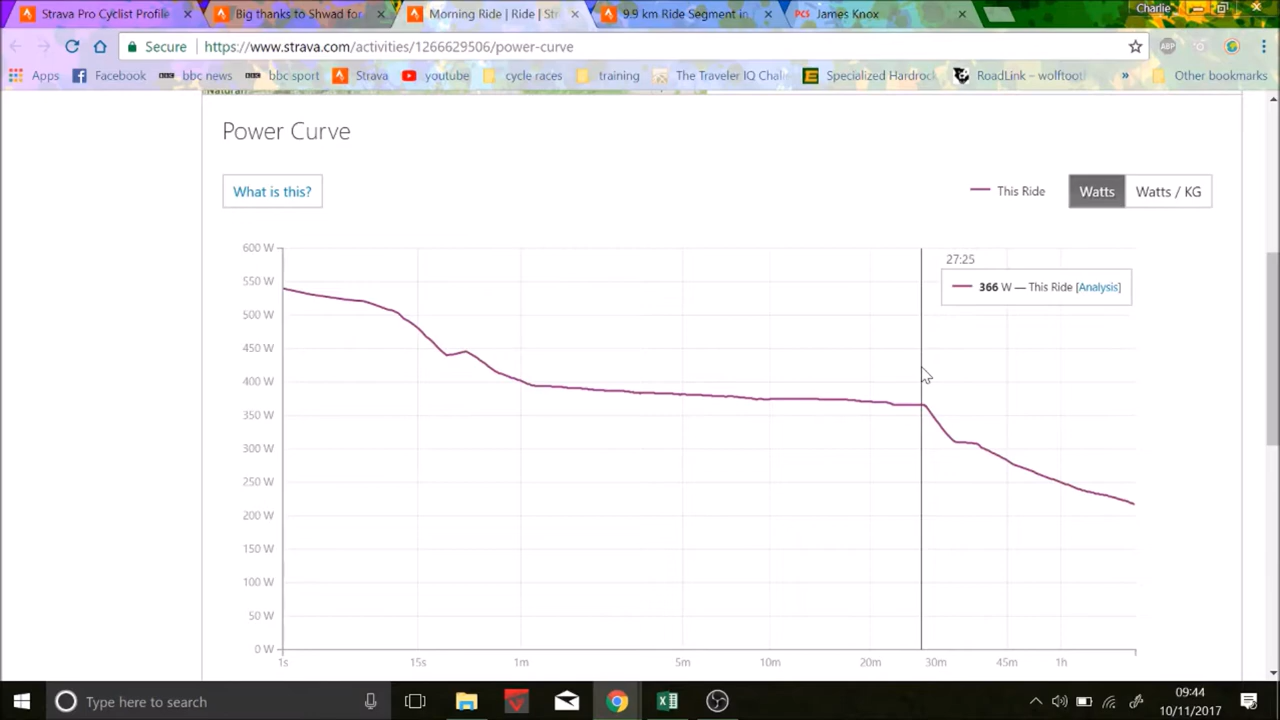 Strava Pro Cyclist Profile
Big thanks to Shwad for
Morning Ride | Ride | Str
9.9 km Ride Segment in
PCS James Knox
Charlie
Secure
https://www.strava.com/activities/1266629506/power-curve
ABP
Apps
Facebook
bbc news
bbc sport
Strava
youtube
cycle races
training
The Traveler IQ Chal
Specialized Hardroc
RoadLink – wolftoot
»
Other bookmarks
Power Curve
What is this?
This Ride
Watts
Watts / KG
600 W
550 W
500 W
450 W
400 W
350 W
300 W
250 W
200 W
150 W
100 W
50 W
0 W
27:25
366 W — This Ride [Analysis]
1s
15s
1m
5m
10m
20m
30m
45m
1h
Type here to search
09:44
10/11/2017